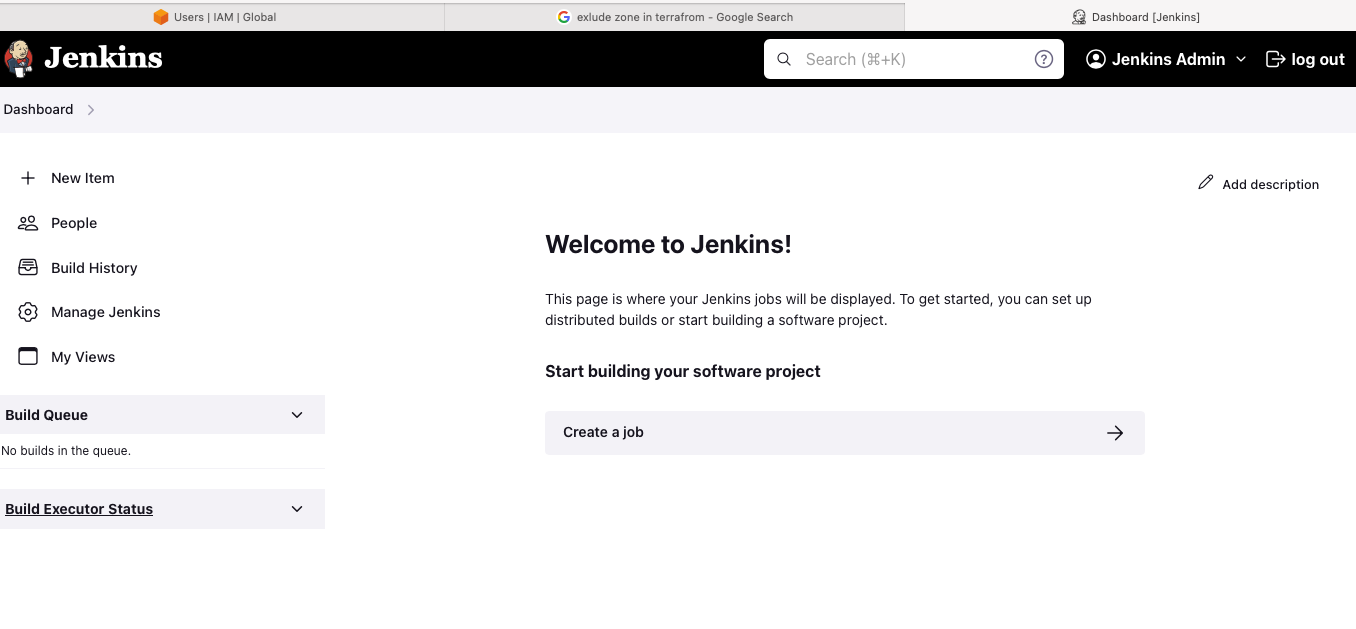 Users | IAM | Global
exlude zone in terrafrom - Google Search
Dashboard [Jenkins]
Jenkins
Search (⌘+K)
?
Jenkins Admin
log out
Dashboard
New Item
Add description
People
Welcome to Jenkins!
Build History
This page is where your Jenkins jobs will be displayed. To get started, you can set up
distributed builds or start building a software project.
Manage Jenkins
My Views
Start building your software project
Build Queue
Create a job
No builds in the queue.
Build Executor Status